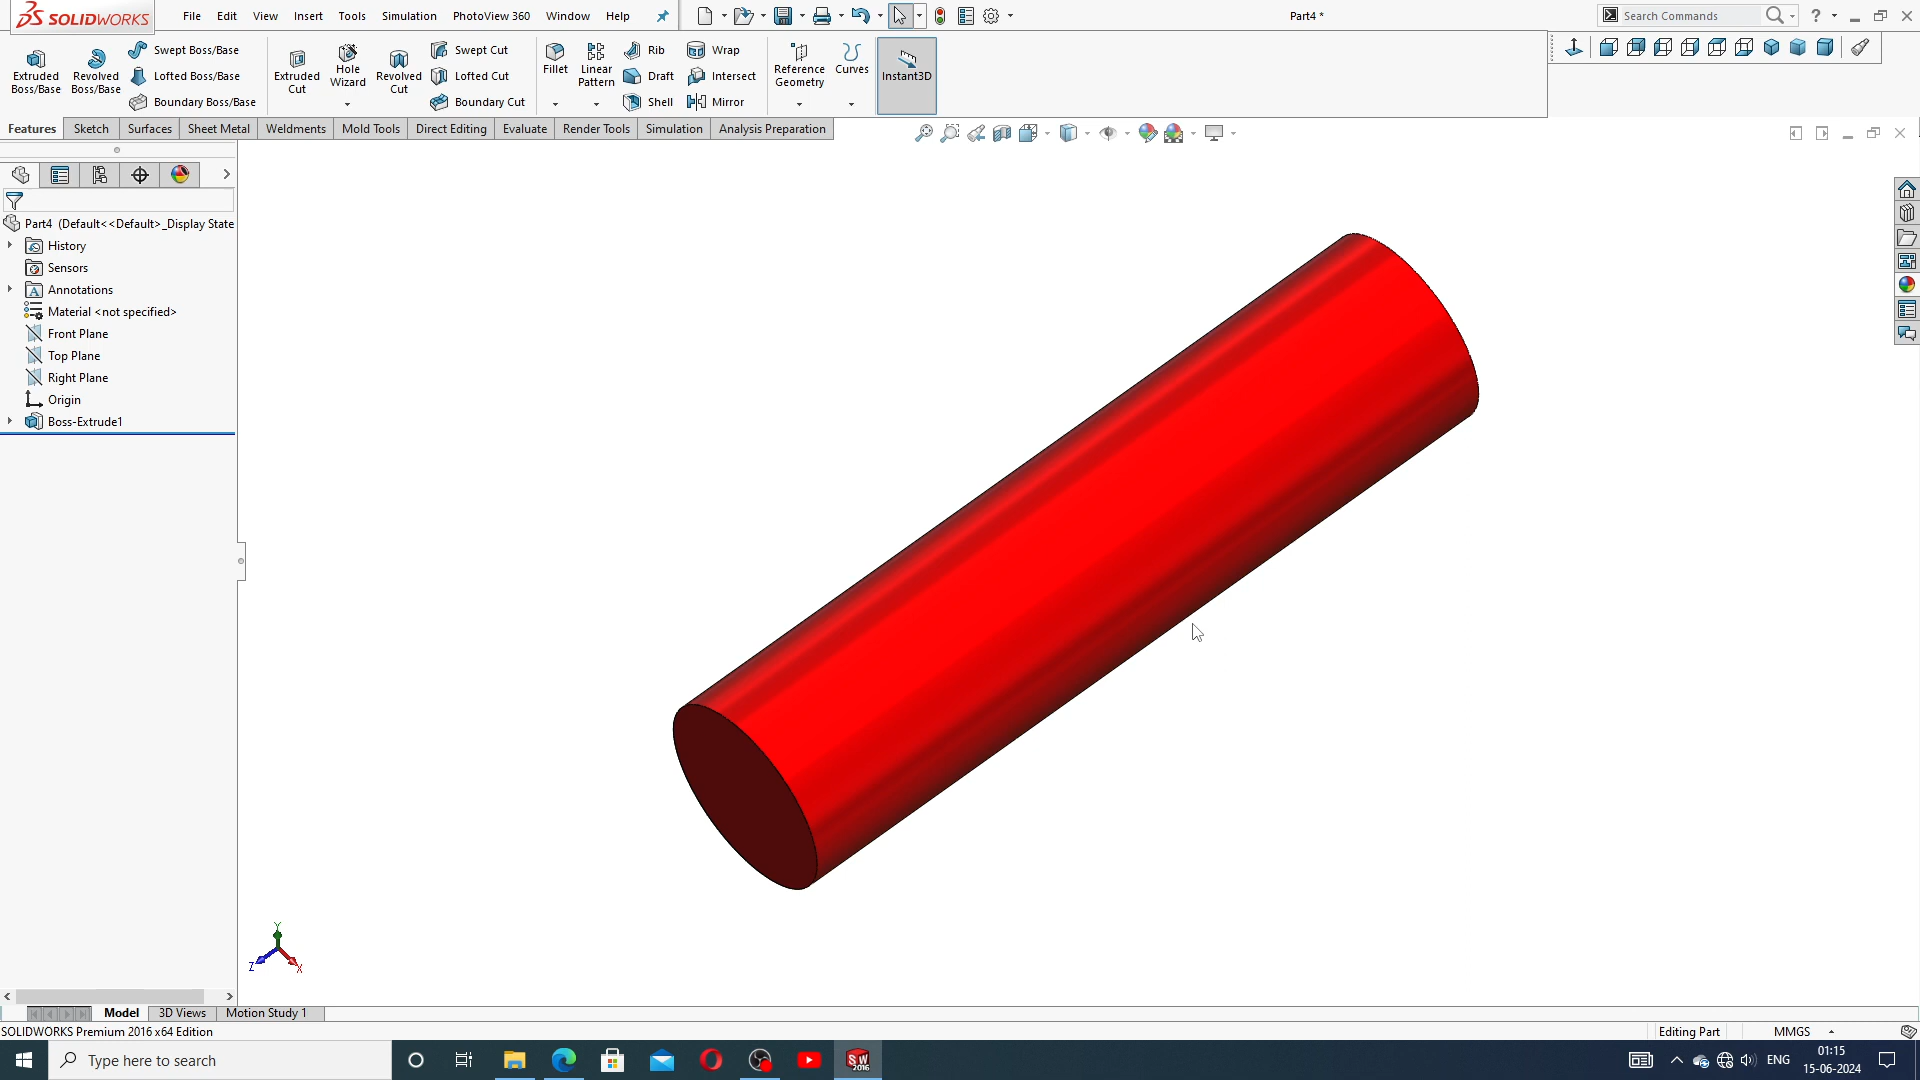 SOLIDWORKS File Edit View Insert Tools Simulation PhotoView 360 Window Help Part4 * Search Commands
Extruded Boss/Base
Revolved Boss/Base
Swept Boss/Base
Lofted Boss/Base
Boundary Boss/Base
Extruded Cut
Hole Wizard
Revolved Cut
Swept Cut
Lofted Cut
Boundary Cut
Fillet
Linear Pattern
Rib
Draft
Shell
Wrap
Intersect
Mirror
Reference Geometry
Curves
Instant3D
Features Sketch Surfaces Sheet Metal Weldments Mold Tools Direct Editing Evaluate Render Tools Simulation Analysis Preparation
Part4 (Default<<Default>_Display State
History
Sensors
Annotations
Material <not specified>
Front Plane
Top Plane
Right Plane
Origin
Boss-Extrude1
Y
Z X
Model 3D Views Motion Study 1
SOLIDWORKS Premium 2016 x64 Edition Editing Part MMGS
Type here to search SW 2016 ENG 01:15
15-06-2024